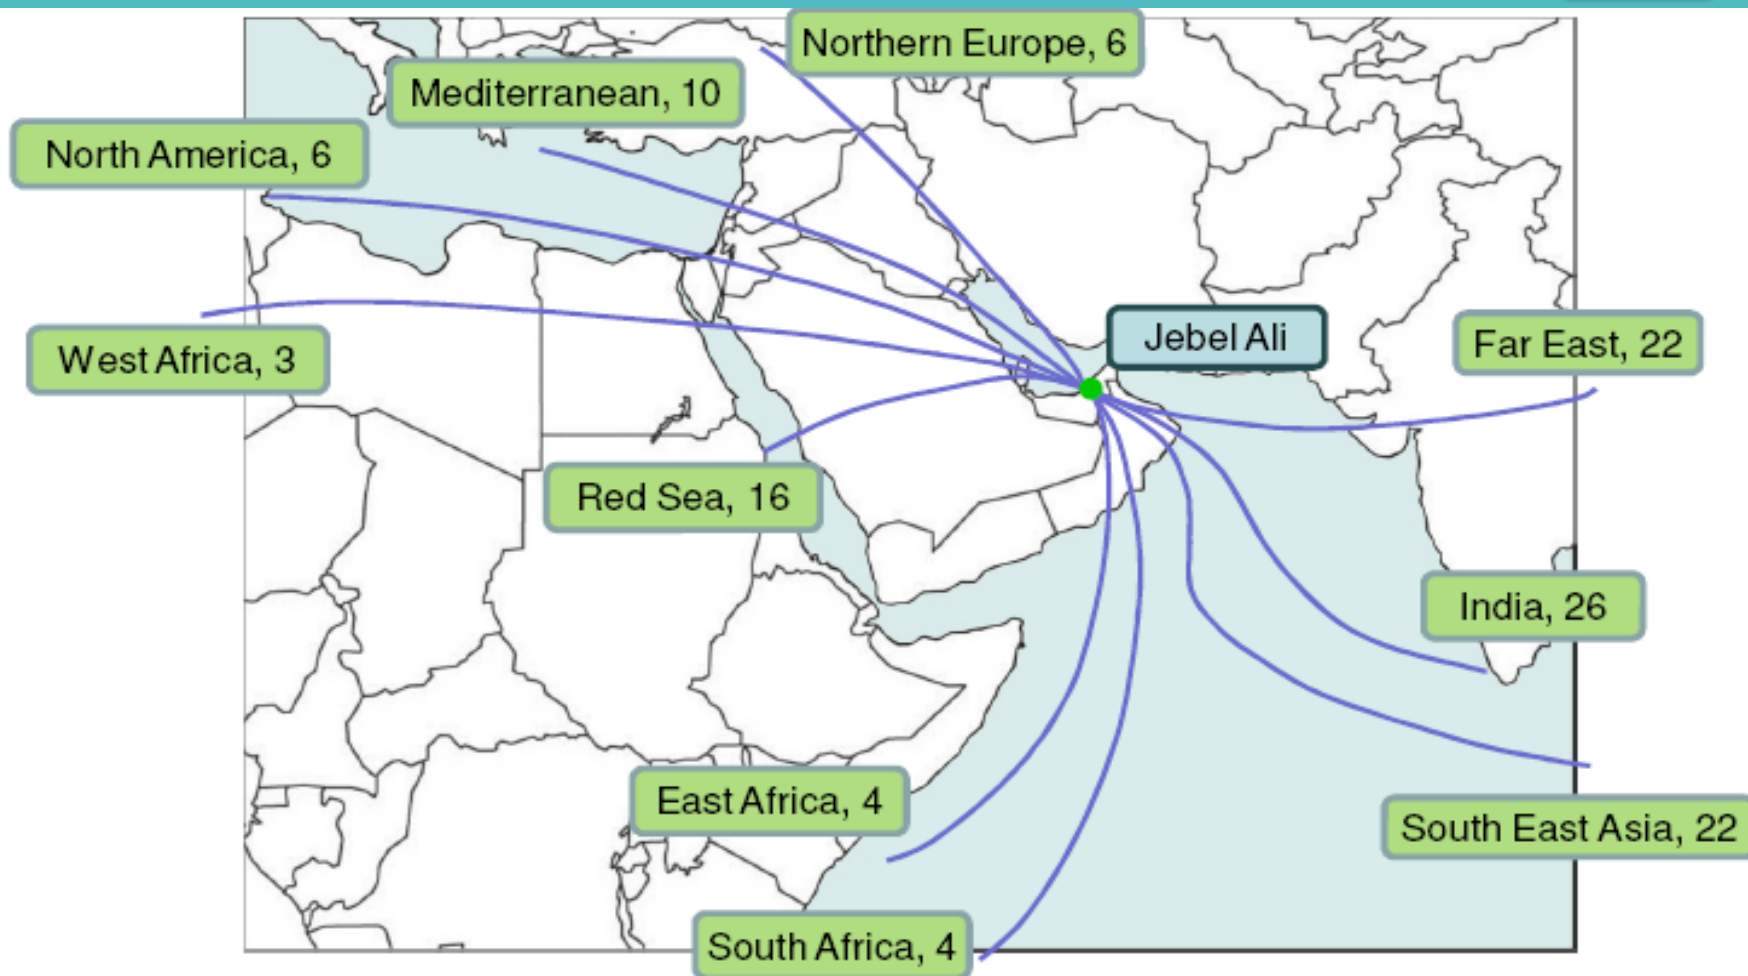 Northern Europe, 6
Mediterranean, 10
North America, 6
Jebel Ali
Far East, 22
West Africa, 3
Red Sea, 16
India, 26
East Africa, 4
South East Asia, 22
South Africa, 4